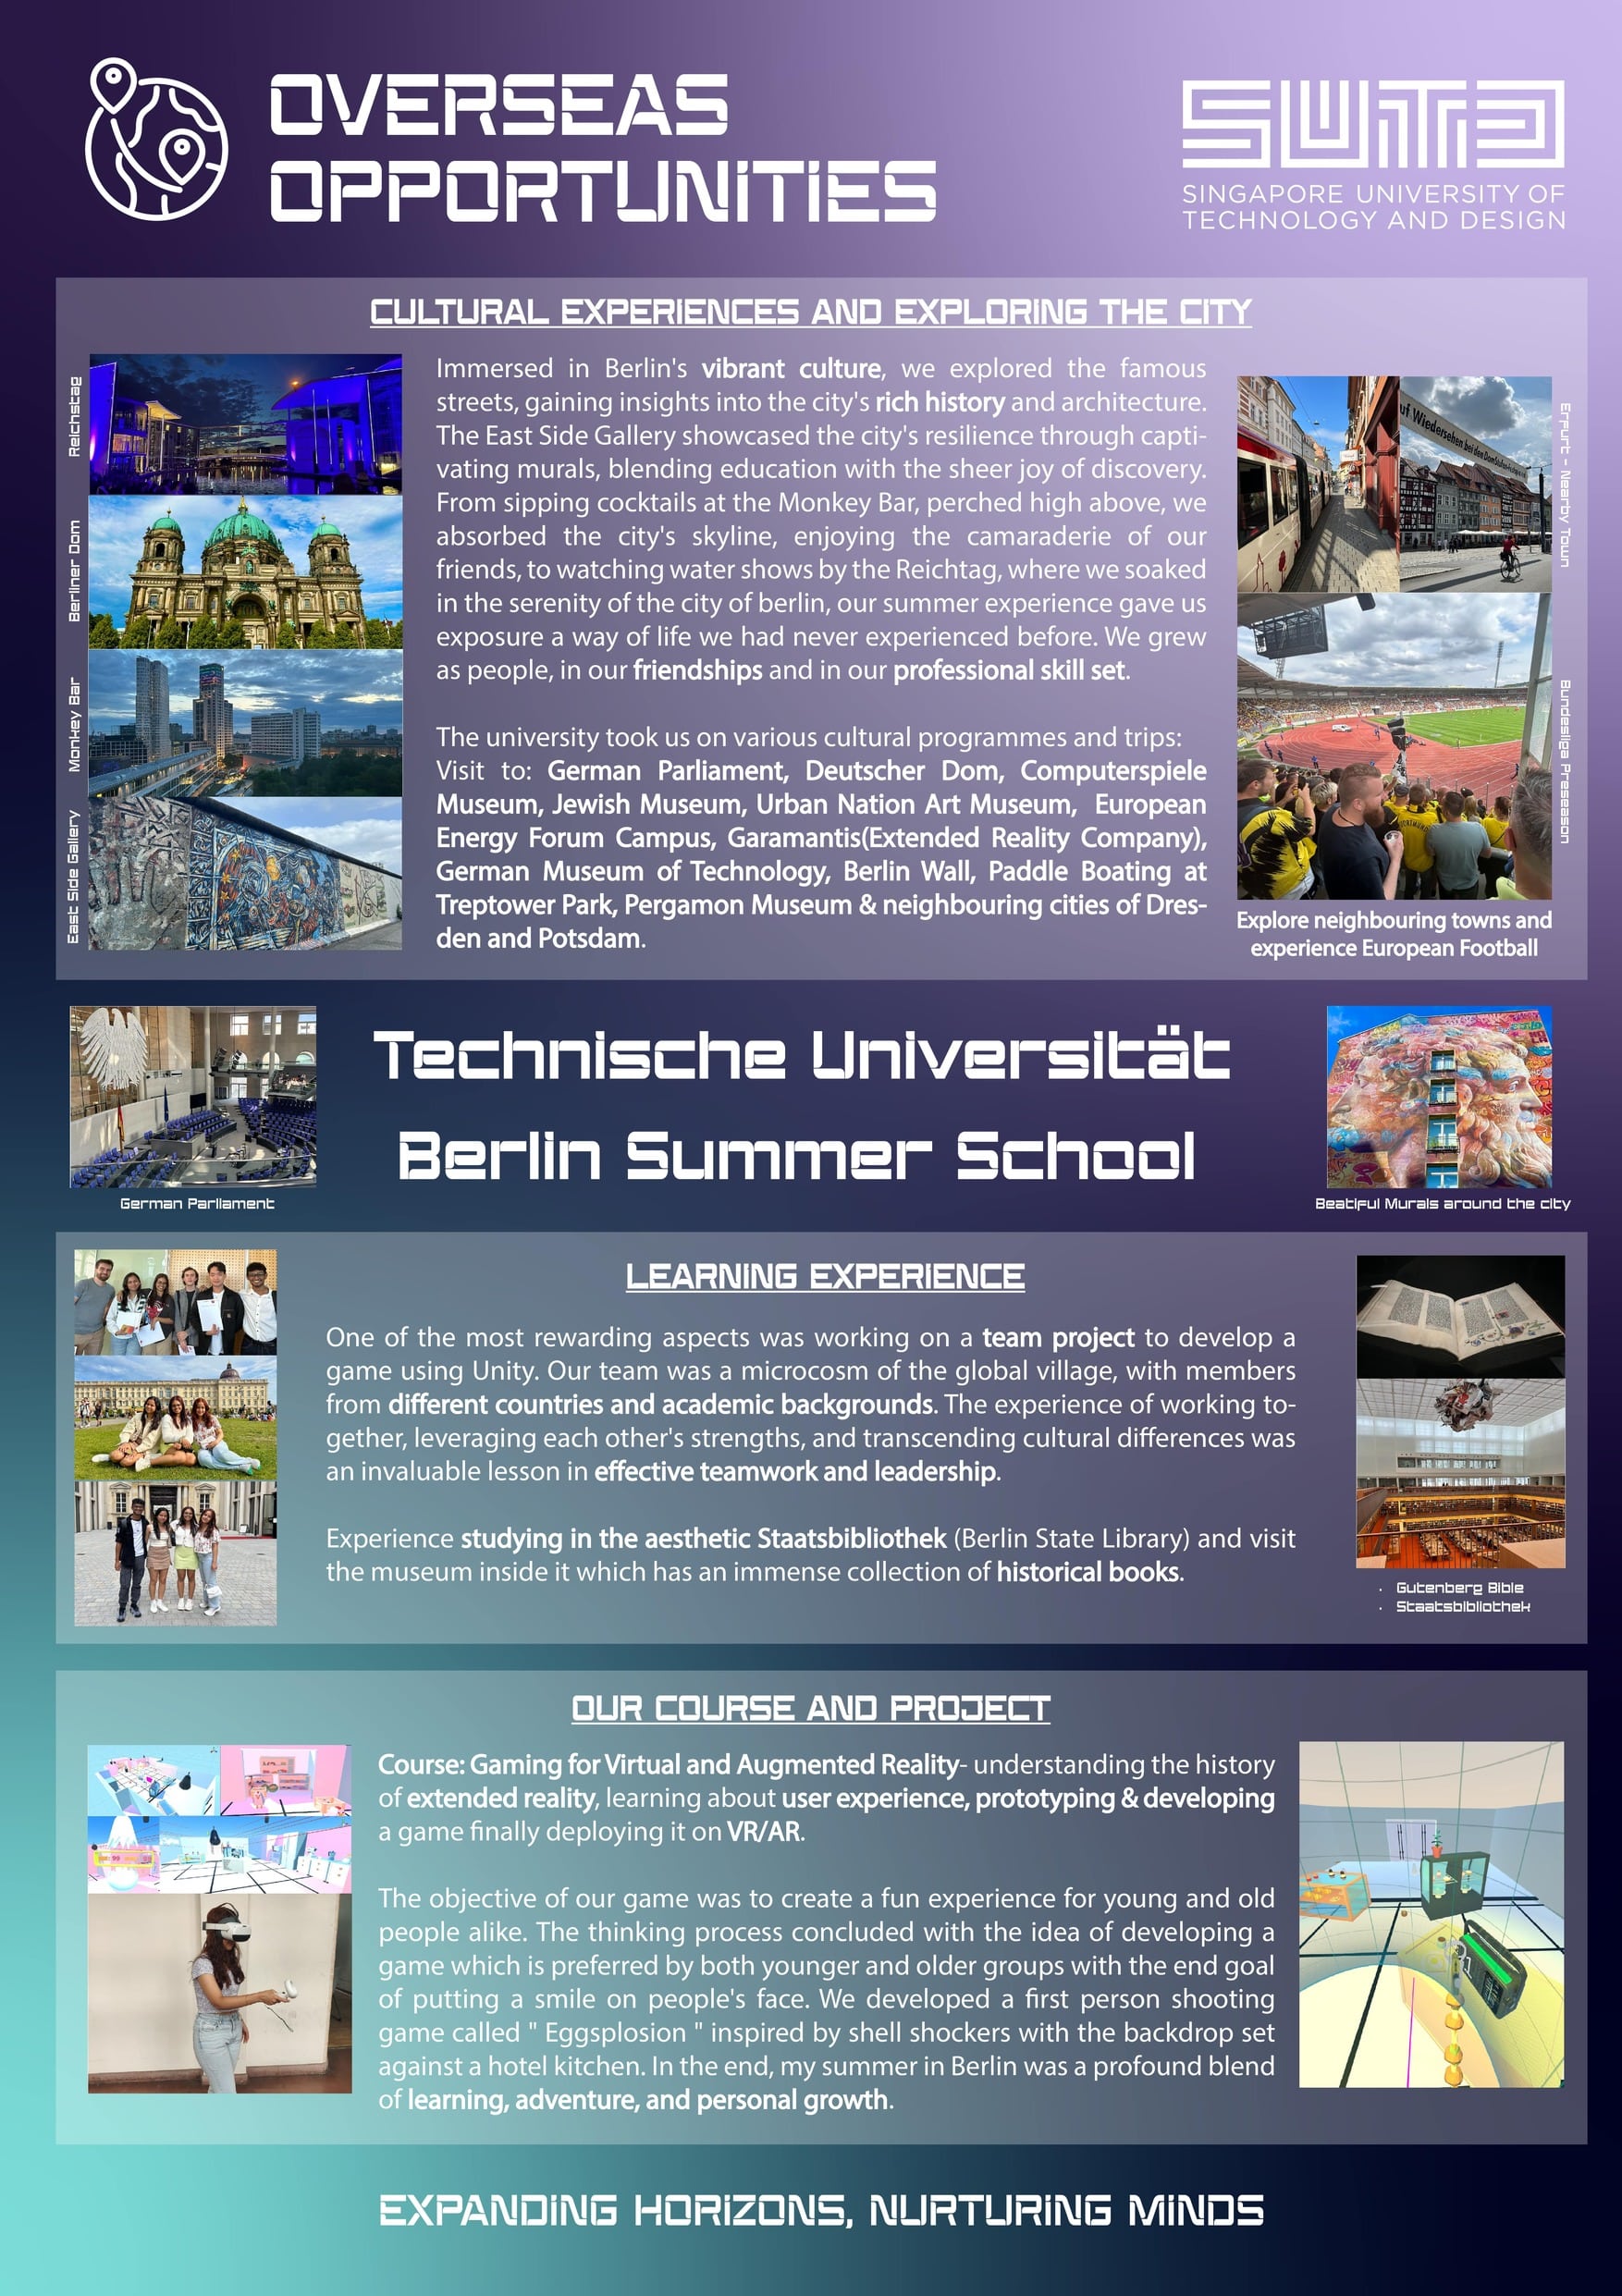 OVERSEAS
OPPORTUNITIES
SUTD
SINGAPORE UNIVERSITY OF
TECHNOLOGY AND DESIGN
CULTURAL EXPERIENCES AND EXPLORING THE CITY
Reichstag
Berliner Dom
Monkey Bar
East Side Gallery
Immersed in Berlin's vibrant culture, we explored the famous
streets, gaining insights into the city's rich history and architecture.
The East Side Gallery showcased the city's resilience through capti-
vating murals, blending education with the sheer joy of discovery.
From sipping cocktails at the Monkey Bar, perched high above, we
absorbed the city's skyline, enjoying the camaraderie of our
friends, to watching water shows by the Reichtag, where we soaked
in the serenity of the city of berlin, our summer experience gave us
exposure a way of life we had never experienced before. We grew
as people, in our friendships and in our professional skill set.
The university took us on various cultural programmes and trips:
Visit to: German Parliament, Deutscher Dom, Computerspiele
Museum, Jewish Museum, Urban Nation Art Museum, European
Energy Forum Campus, Garamantis(Extended Reality Company),
German Museum of Technology, Berlin Wall, Paddle Boating at
Treptower Park, Pergamon Museum & neighbouring cities of Dres-
den and Potsdam.
uf Wiedersehen bei den
Erfurt - Nearby Town
Bundesliga Preseason
Explore neighbouring towns and
experience European Football
Technische Universität
Berlin Summer School
German Parliament
Beatiful Murals around the city
LEARNING EXPERIENCE
One of the most rewarding aspects was working on a team project to develop a
game using Unity. Our team was a microcosm of the global village, with members
from different countries and academic backgrounds. The experience of working to-
gether, leveraging each other's strengths, and transcending cultural differences was
an invaluable lesson in effective teamwork and leadership.
Experience studying in the aesthetic Staatsbibliothek (Berlin State Library) and visit
the museum inside it which has an immense collection of historical books.
· Gutenberg Bible
· Staatsbibliothek
OUR COURSE AND PROJECT
Course: Gaming for Virtual and Augmented Reality- understanding the history
of extended reality, learning about user experience, prototyping & developing
a game finally deploying it on VR/AR.
The objective of our game was to create a fun experience for young and old
people alike. The thinking process concluded with the idea of developing a
game which is preferred by both younger and older groups with the end goal
of putting a smile on people's face. We developed a first person shooting
game called " Eggsplosion " inspired by shell shockers with the backdrop set
against a hotel kitchen. In the end, my summer in Berlin was a profound blend
of learning, adventure, and personal growth.
EXPANDING HORIZONS, NURTURING MINDS